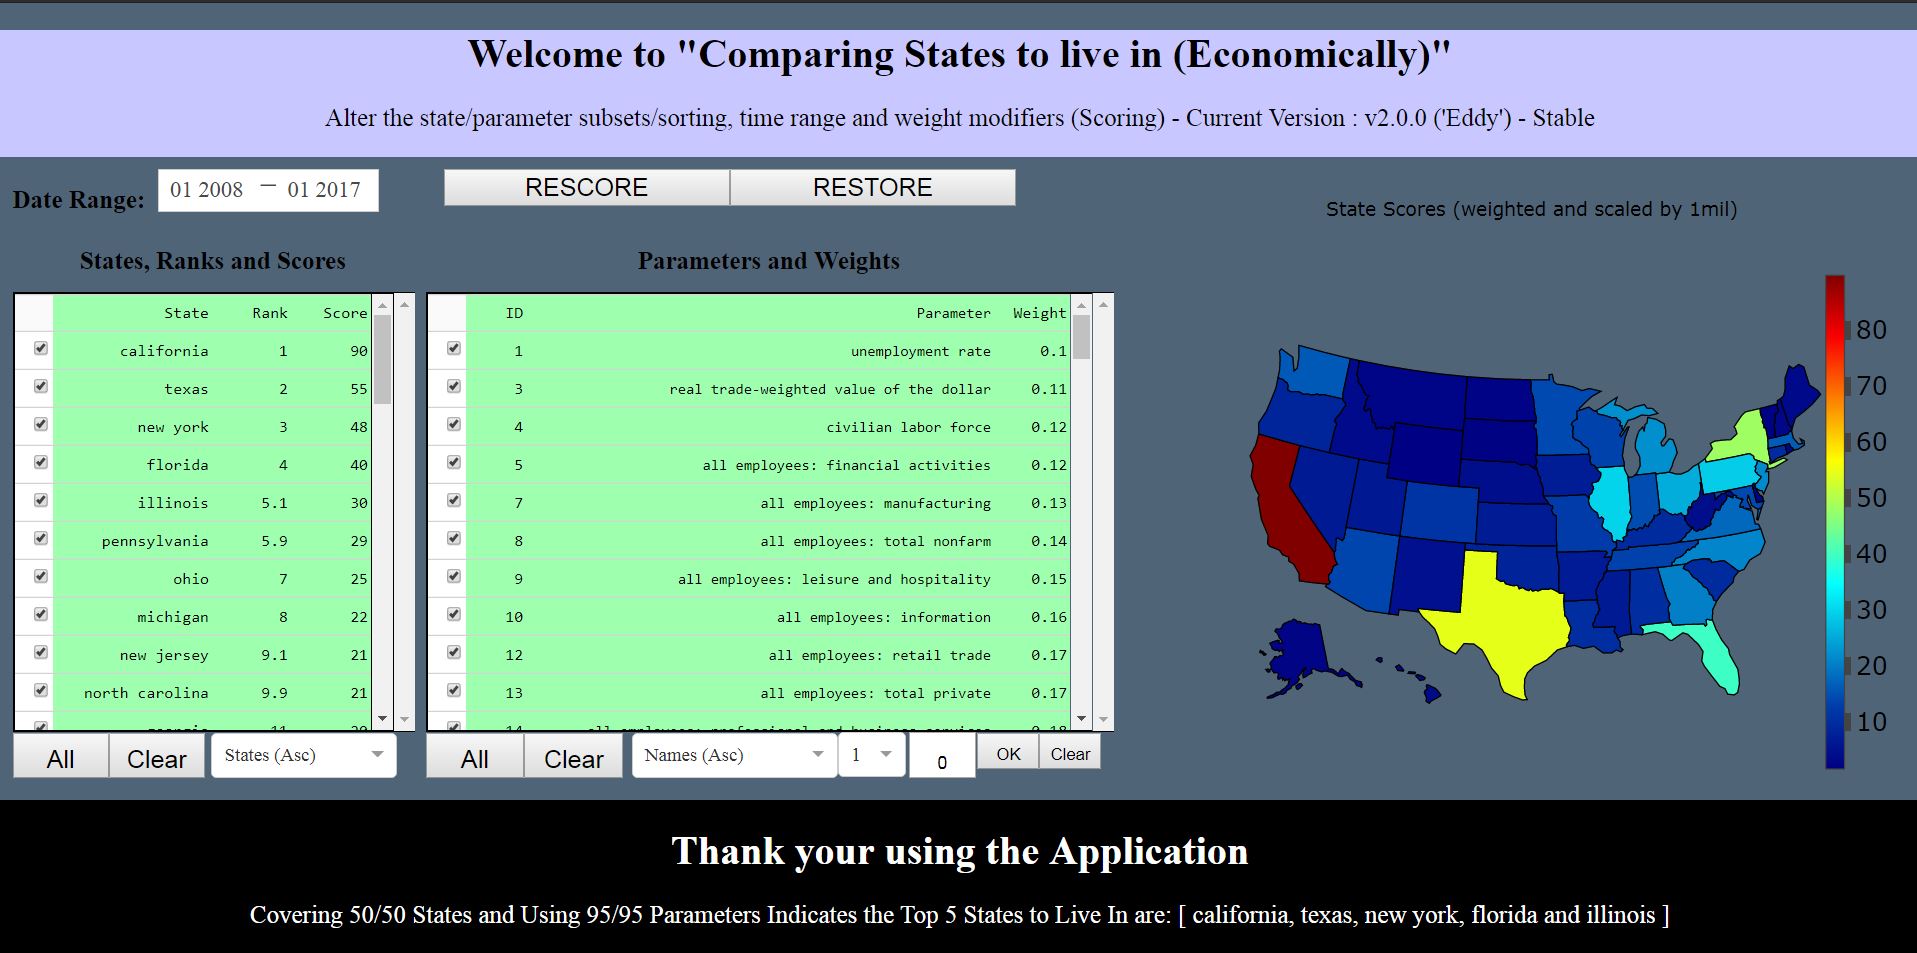 Welcome to "Comparing States to live in (Economically)"
Alter the state/parameter subsets/sorting, time range and weight modifiers (Scoring) - Current Version : v2.0.0 ('Eddy') - Stable
Date Range: 01 2008 – 01 2017
RESCORE RESTORE
State Scores (weighted and scaled by 1mil)
States, Ranks and Scores
State Rank Score
california 1 90
texas 2 55
new york 3 48
florida 4 40
illinois 5.1 30
pennsylvania 5.9 29
ohio 7 25
michigan 8 22
new jersey 9.1 21
north carolina 9.9 21
All Clear States (Asc)
Parameters and Weights
ID Parameter Weight
1 unemployment rate 0.1
3 real trade-weighted value of the dollar 0.11
4 civilian labor force 0.12
5 all employees: financial activities 0.12
7 all employees: manufacturing 0.13
8 all employees: total nonfarm 0.14
9 all employees: leisure and hospitality 0.15
10 all employees: information 0.16
12 all employees: retail trade 0.17
13 all employees: total private 0.17
14 all employees: professional and business services 0.18
All Clear Names (Asc) 1 0 OK Clear
80
70
60
50
40
30
20
10
Thank your using the Application
Covering 50/50 States and Using 95/95 Parameters Indicates the Top 5 States to Live In are: [ california, texas, new york, florida and illinois ]